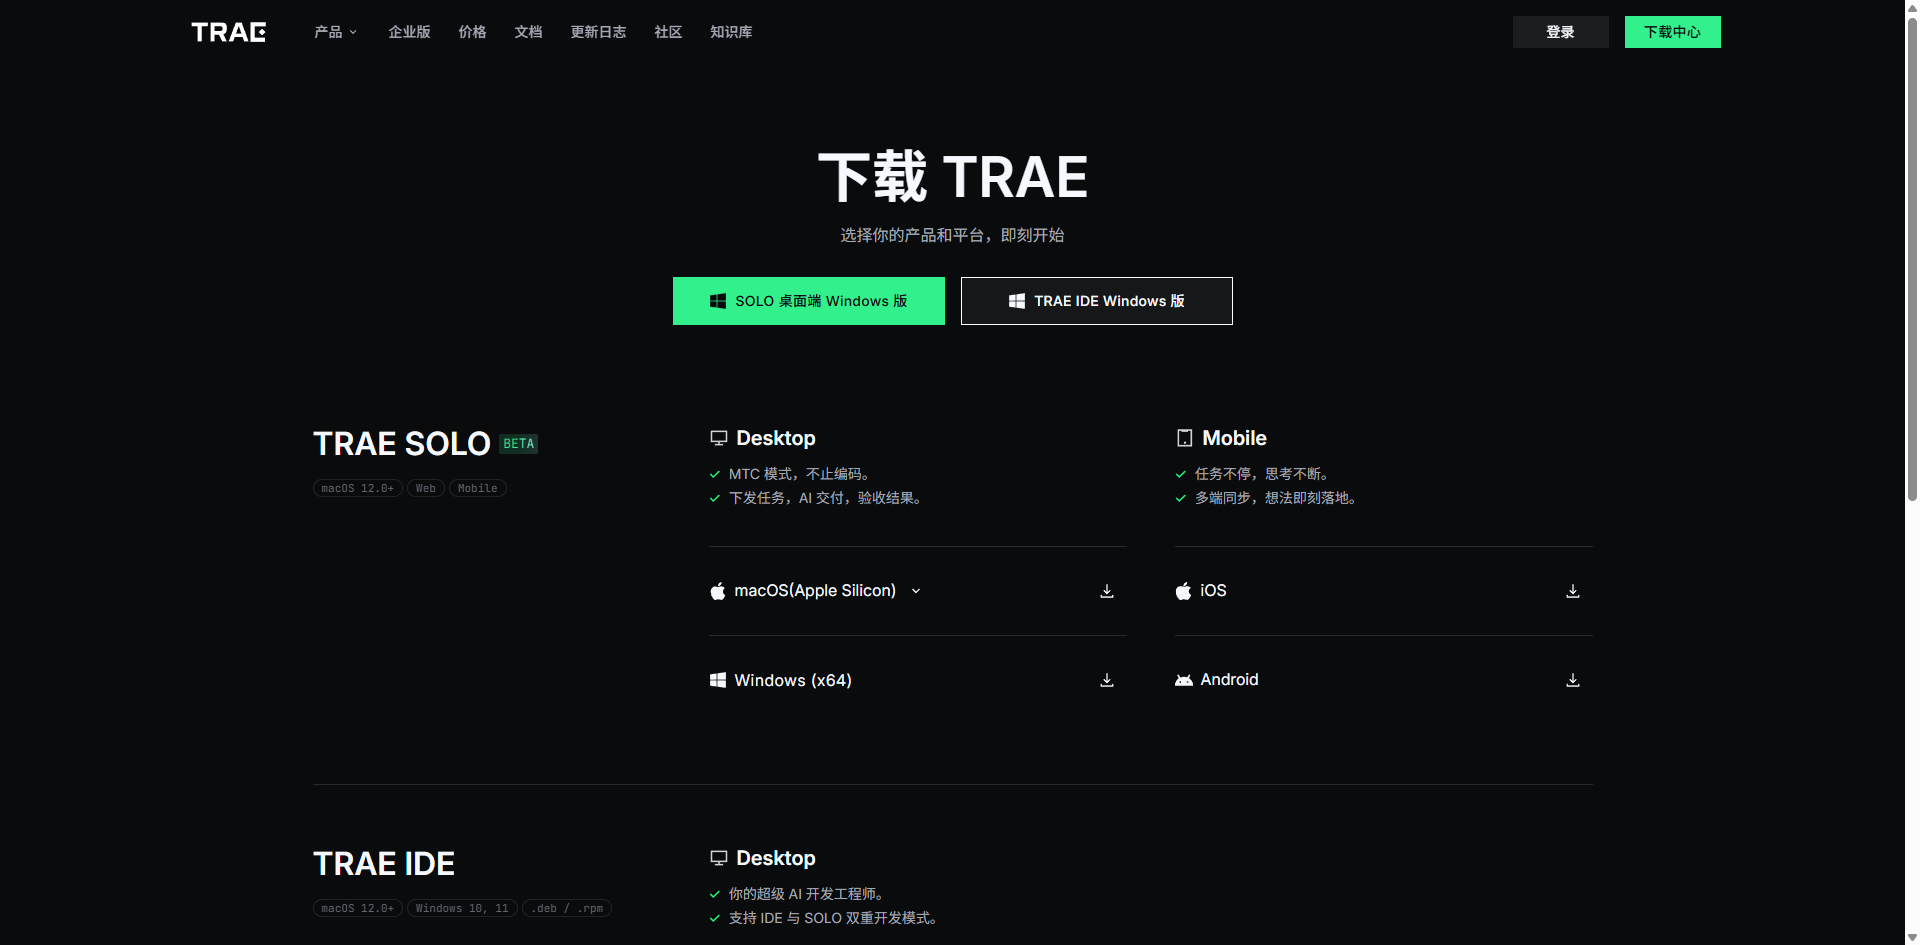 TRAE 产品 企业版 价格 文档 更新日志 社区 知识库 登录 下载中心
下载 TRAE
选择你的产品和平台，即刻开始
SOLO 桌面端 Windows 版
TRAE IDE Windows 版
TRAE SOLO BETA
macOS 12.0+ Web Mobile
Desktop
MTC 模式，不止编码。
下发任务，AI 交付，验收结果。
macOS(Apple Silicon)
Windows (x64)
Mobile
任务不停，思考不断。
多端同步，想法即刻落地。
iOS
Android
TRAE IDE
macOS 12.0+ Windows 10, 11 .deb / .rpm
Desktop
你的超级 AI 开发工程师。
支持 IDE 与 SOLO 双重开发模式。